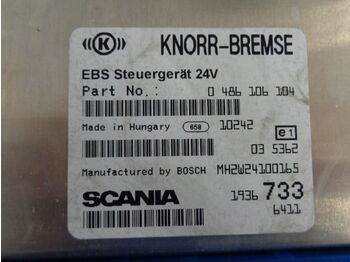 ((K)) KNORR-BREMSE
EBS Steuergerät 24V
Part No.: 0 486 106 104
Made in Hungary 658 10242 e1
03 5362
Manufactured by BOSCH MH2W24100165
SCANIA 1936 733
6411